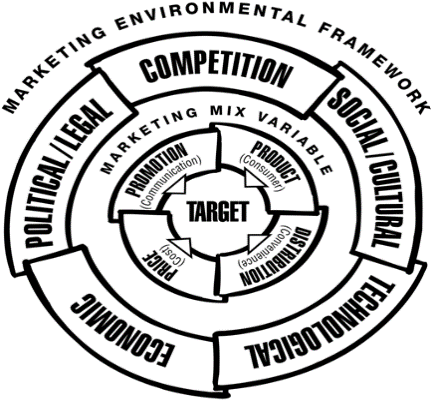 MARKETING ENVIRONMENTAL FRAMEWORK
COMPETITION
POLITICAL/LEGAL
SOCIAL/CULTURAL
MARKETING MIX VARIABLE
PROMOTION
(Communication)
PRODUCT
(Consumer)
TARGET
PRICE
(Cost)
DISTRIBUTION
(Convenience)
ECONOMIC
TECHNOLOGICAL